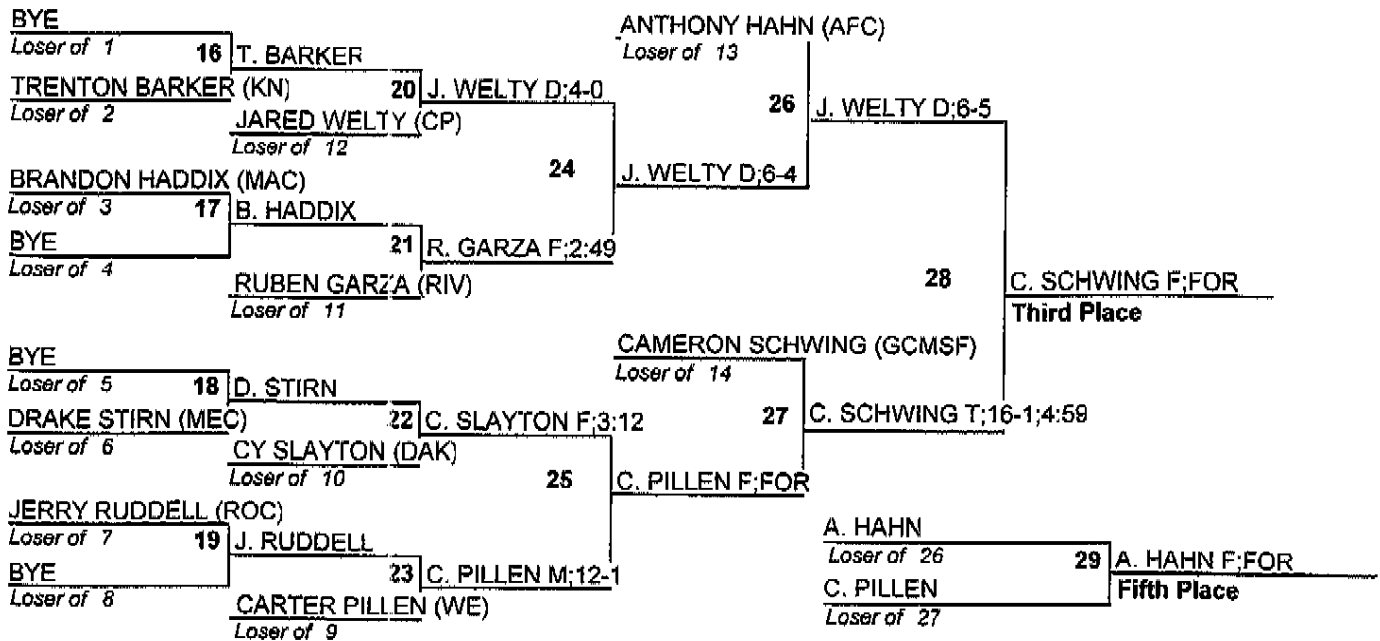 BYE
Loser of 1
16 T. BARKER
TRENTON BARKER (KN)
Loser of 2
20 J. WELTY D;4-0
JARED WELTY (CP)
Loser of 12
BRANDON HADDIX (MAC)
Loser of 3
17 B. HADDIX
BYE
Loser of 4
21 R. GARZA F;2:49
RUBEN GARZA (RIV)
Loser of 11
24 J. WELTY D;6-4
ANTHONY HAHN (AFC)
Loser of 13
26 J. WELTY D;6-5
BYE
Loser of 5
18 D. STIRN
DRAKE STIRN (MEC)
Loser of 6
22 C. SLAYTON F;3:12
CY SLAYTON (DAK)
Loser of 10
JERRY RUDDELL (ROC)
Loser of 7
19 J. RUDDELL
BYE
Loser of 8
23 C. PILLEN M;12-1
CARTER PILLEN (WE)
Loser of 9
25 C. PILLEN F;FOR
CAMERON SCHWING (GCMSF)
Loser of 14
27 C. SCHWING T;16-1;4:59
28 C. SCHWING F;FOR
Third Place
A. HAHN
Loser of 26
29 A. HAHN F;FOR
Fifth Place
C. PILLEN
Loser of 27